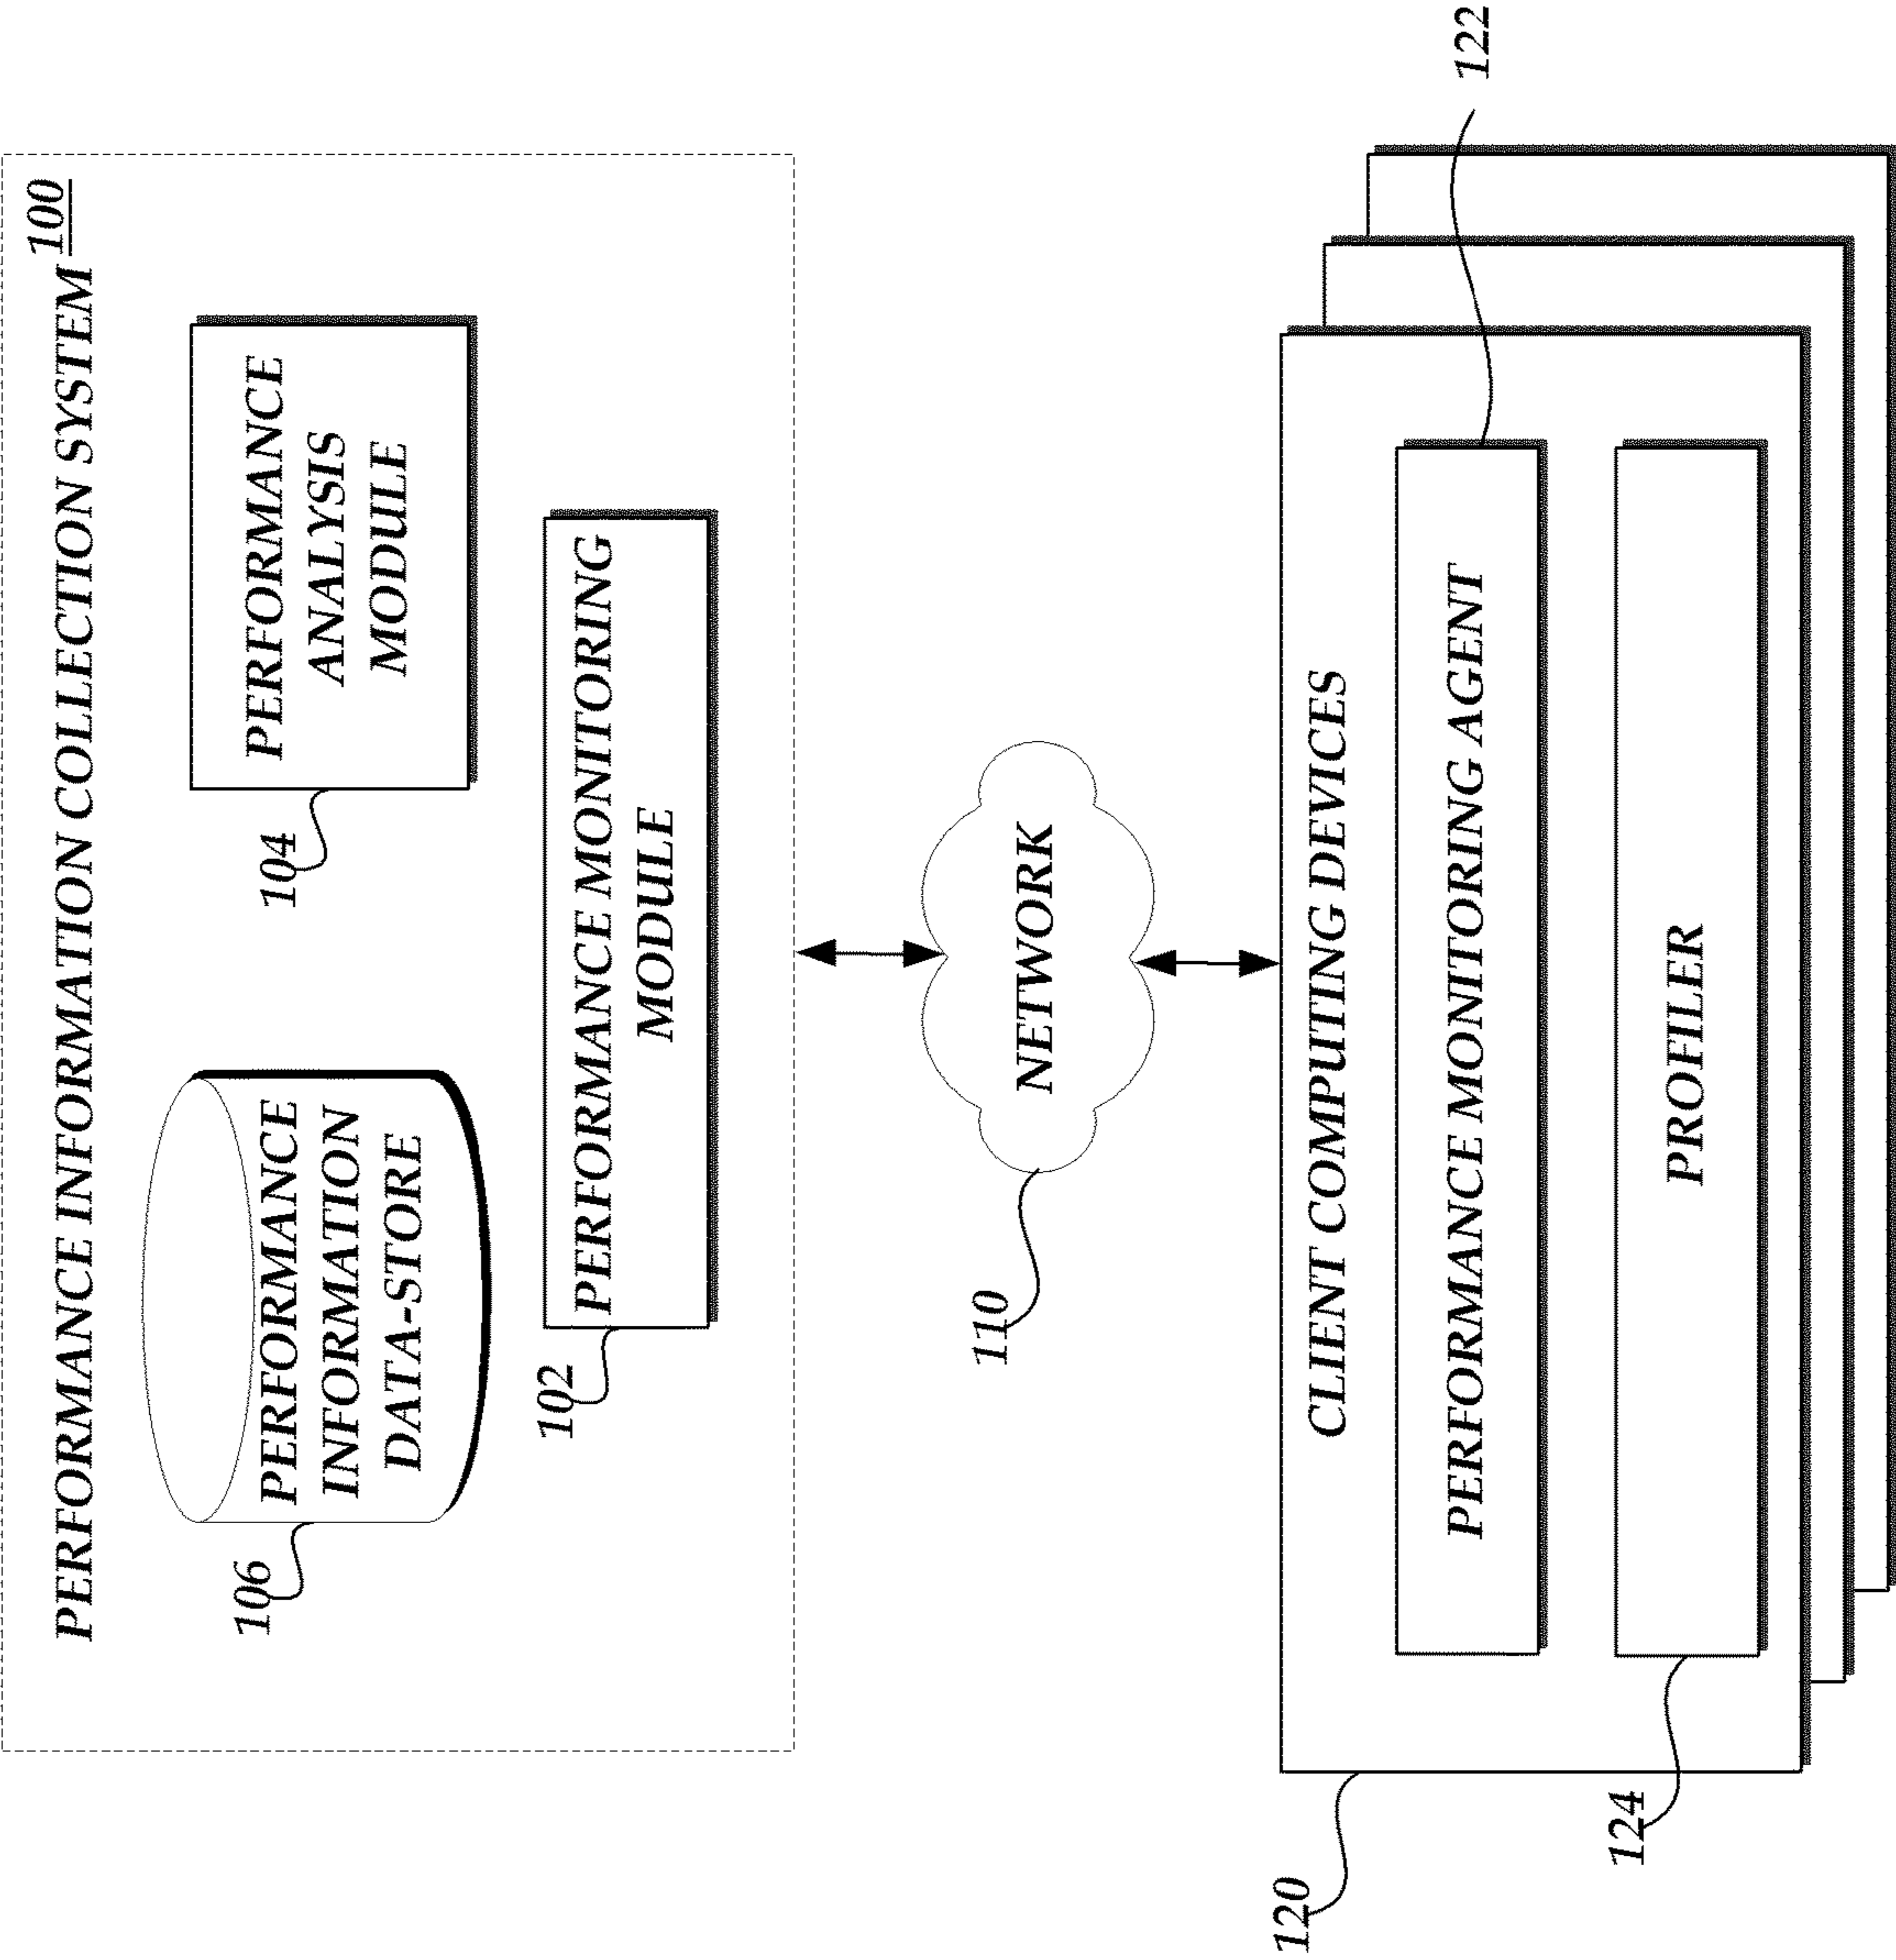 PERFORMANCE INFORMATION COLLECTION SYSTEM 100
PERFORMANCE
INFORMATION
DATA-STORE
106
PERFORMANCE
ANALYSIS
MODULE
104
PERFORMANCE MONITORING
MODULE
102
NETWORK
110
CLIENT COMPUTING DEVICES
120
PERFORMANCE MONITORING AGENT
122
PROFILER
124